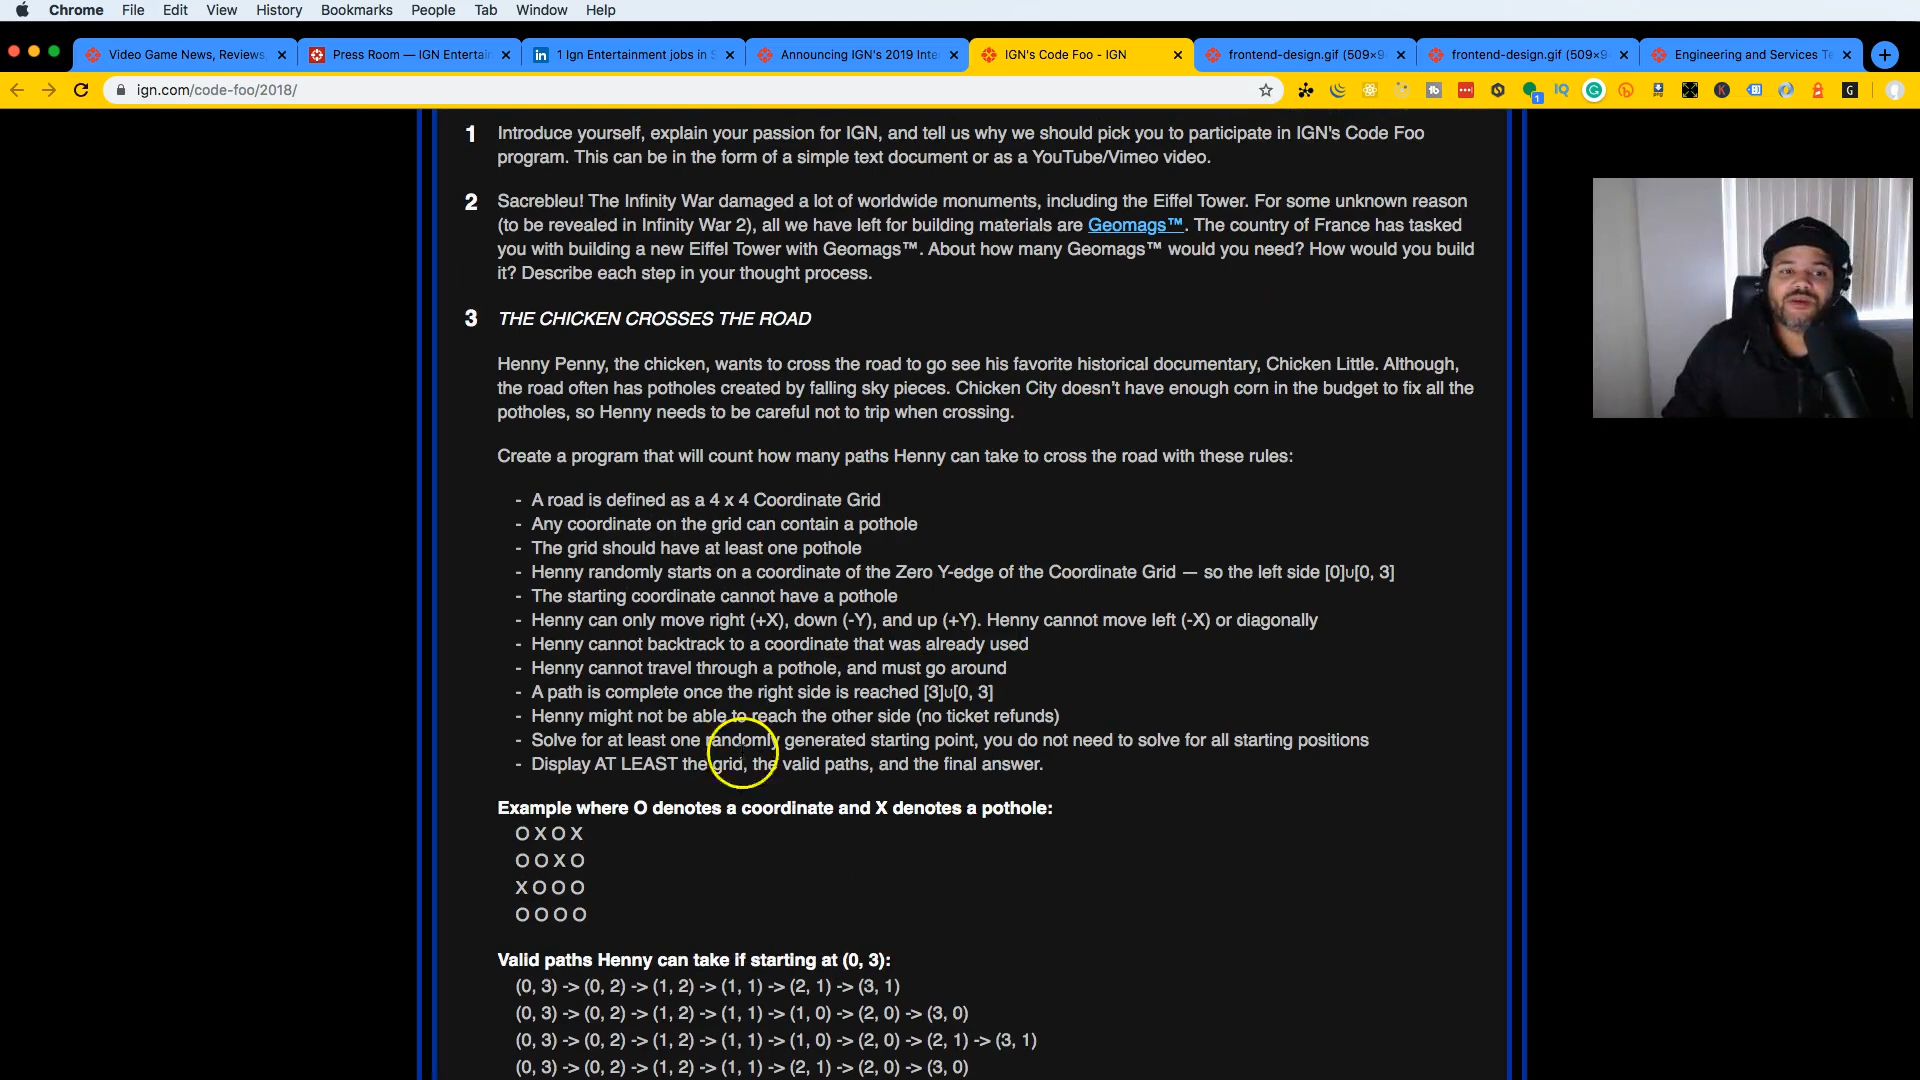 Chrome File Edit View History Bookmarks People Tab Window Help
Video Game News, Reviews, Press Room — IGN Entertain 1 Ign Entertainment jobs in S Announcing IGN's 2019 Inte IGN's Code Foo - IGN frontend-design.gif (509×9 frontend-design.gif (509×9 Engineering and Services Te
ign.com/code-foo/2018/
1 Introduce yourself, explain your passion for IGN, and tell us why we should pick you to participate in IGN's Code Foo
program. This can be in the form of a simple text document or as a YouTube/Vimeo video.
2 Sacrebleu! The Infinity War damaged a lot of worldwide monuments, including the Eiffel Tower. For some unknown reason
(to be revealed in Infinity War 2), all we have left for building materials are Geomags™. The country of France has tasked
you with building a new Eiffel Tower with Geomags™. About how many Geomags™ would you need? How would you build
it? Describe each step in your thought process.
3 THE CHICKEN CROSSES THE ROAD
Henny Penny, the chicken, wants to cross the road to go see his favorite historical documentary, Chicken Little. Although,
the road often has potholes created by falling sky pieces. Chicken City doesn’t have enough corn in the budget to fix all the
potholes, so Henny needs to be careful not to trip when crossing.
Create a program that will count how many paths Henny can take to cross the road with these rules:
- A road is defined as a 4 x 4 Coordinate Grid
- Any coordinate on the grid can contain a pothole
- The grid should have at least one pothole
- Henny randomly starts on a coordinate of the Zero Y-edge of the Coordinate Grid — so the left side [0]∪[0, 3]
- The starting coordinate cannot have a pothole
- Henny can only move right (+X), down (-Y), and up (+Y). Henny cannot move left (-X) or diagonally
- Henny cannot backtrack to a coordinate that was already used
- Henny cannot travel through a pothole, and must go around
- A path is complete once the right side is reached [3]∪[0, 3]
- Henny might not be able to reach the other side (no ticket refunds)
- Solve for at least one randomly generated starting point, you do not need to solve for all starting positions
- Display AT LEAST the grid, the valid paths, and the final answer.
Example where O denotes a coordinate and X denotes a pothole:
O X O X
O O X O
X O O O
O O O O
Valid paths Henny can take if starting at (0, 3):
(0, 3) -> (0, 2) -> (1, 2) -> (1, 1) -> (2, 1) -> (3, 1)
(0, 3) -> (0, 2) -> (1, 2) -> (1, 1) -> (1, 0) -> (2, 0) -> (3, 0)
(0, 3) -> (0, 2) -> (1, 2) -> (1, 1) -> (1, 0) -> (2, 0) -> (2, 1) -> (3, 1)
(0, 3) -> (0, 2) -> (1, 2) -> (1, 1) -> (2, 1) -> (2, 0) -> (3, 0)